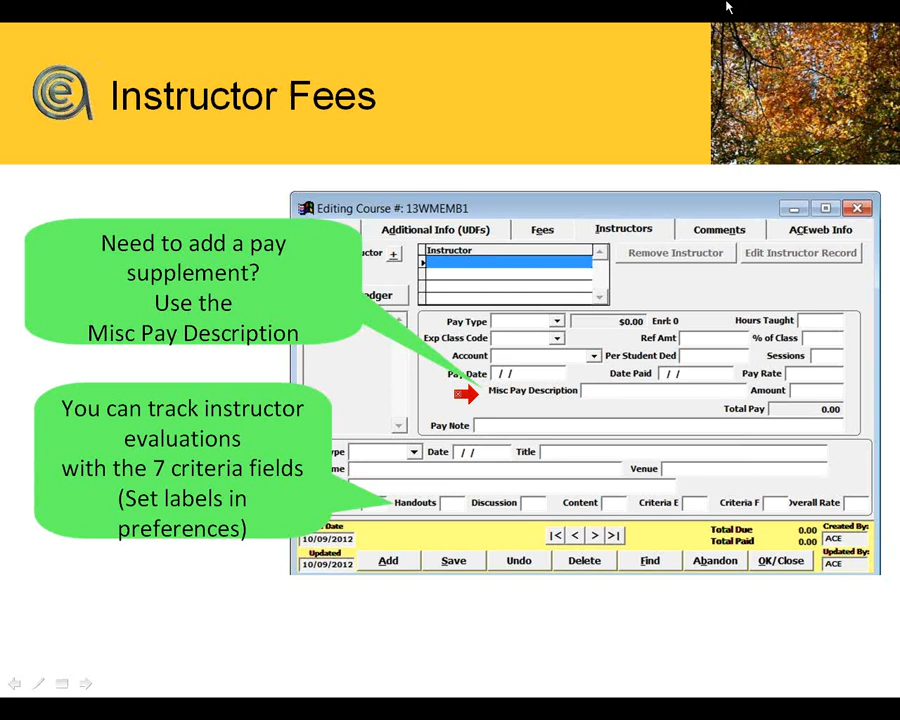 Instructor Fees
Editing Course #: 13WMEMB1
Additional Info (UDFs) Fees Instructors Comments ACEweb Info
Need to add a pay
supplement?
Use the
Misc Pay Description
Instructor
Remove Instructor Edit Instructor Record
Pay Type $0.00 Enrl: 0 Hours Taught
Exp Class Code Ref Amt % of Class
Account Per Student Ded Sessions
Pay Date / / Date Paid / / Pay Rate
Misc Pay Description Amount
Total Pay 0.00
Pay Note
You can track instructor
evaluations
with the 7 criteria fields
(Set labels in
preferences)
Date / / Title
Venue
Handouts Discussion Content Criteria E Criteria F Overall Rate
Date Total Due 0.00 Created By:
10/09/2012 |< < > >| Total Paid 0.00 ACE
Updated Updated By:
10/09/2012 Add Save Undo Delete Find Abandon OK/Close ACE